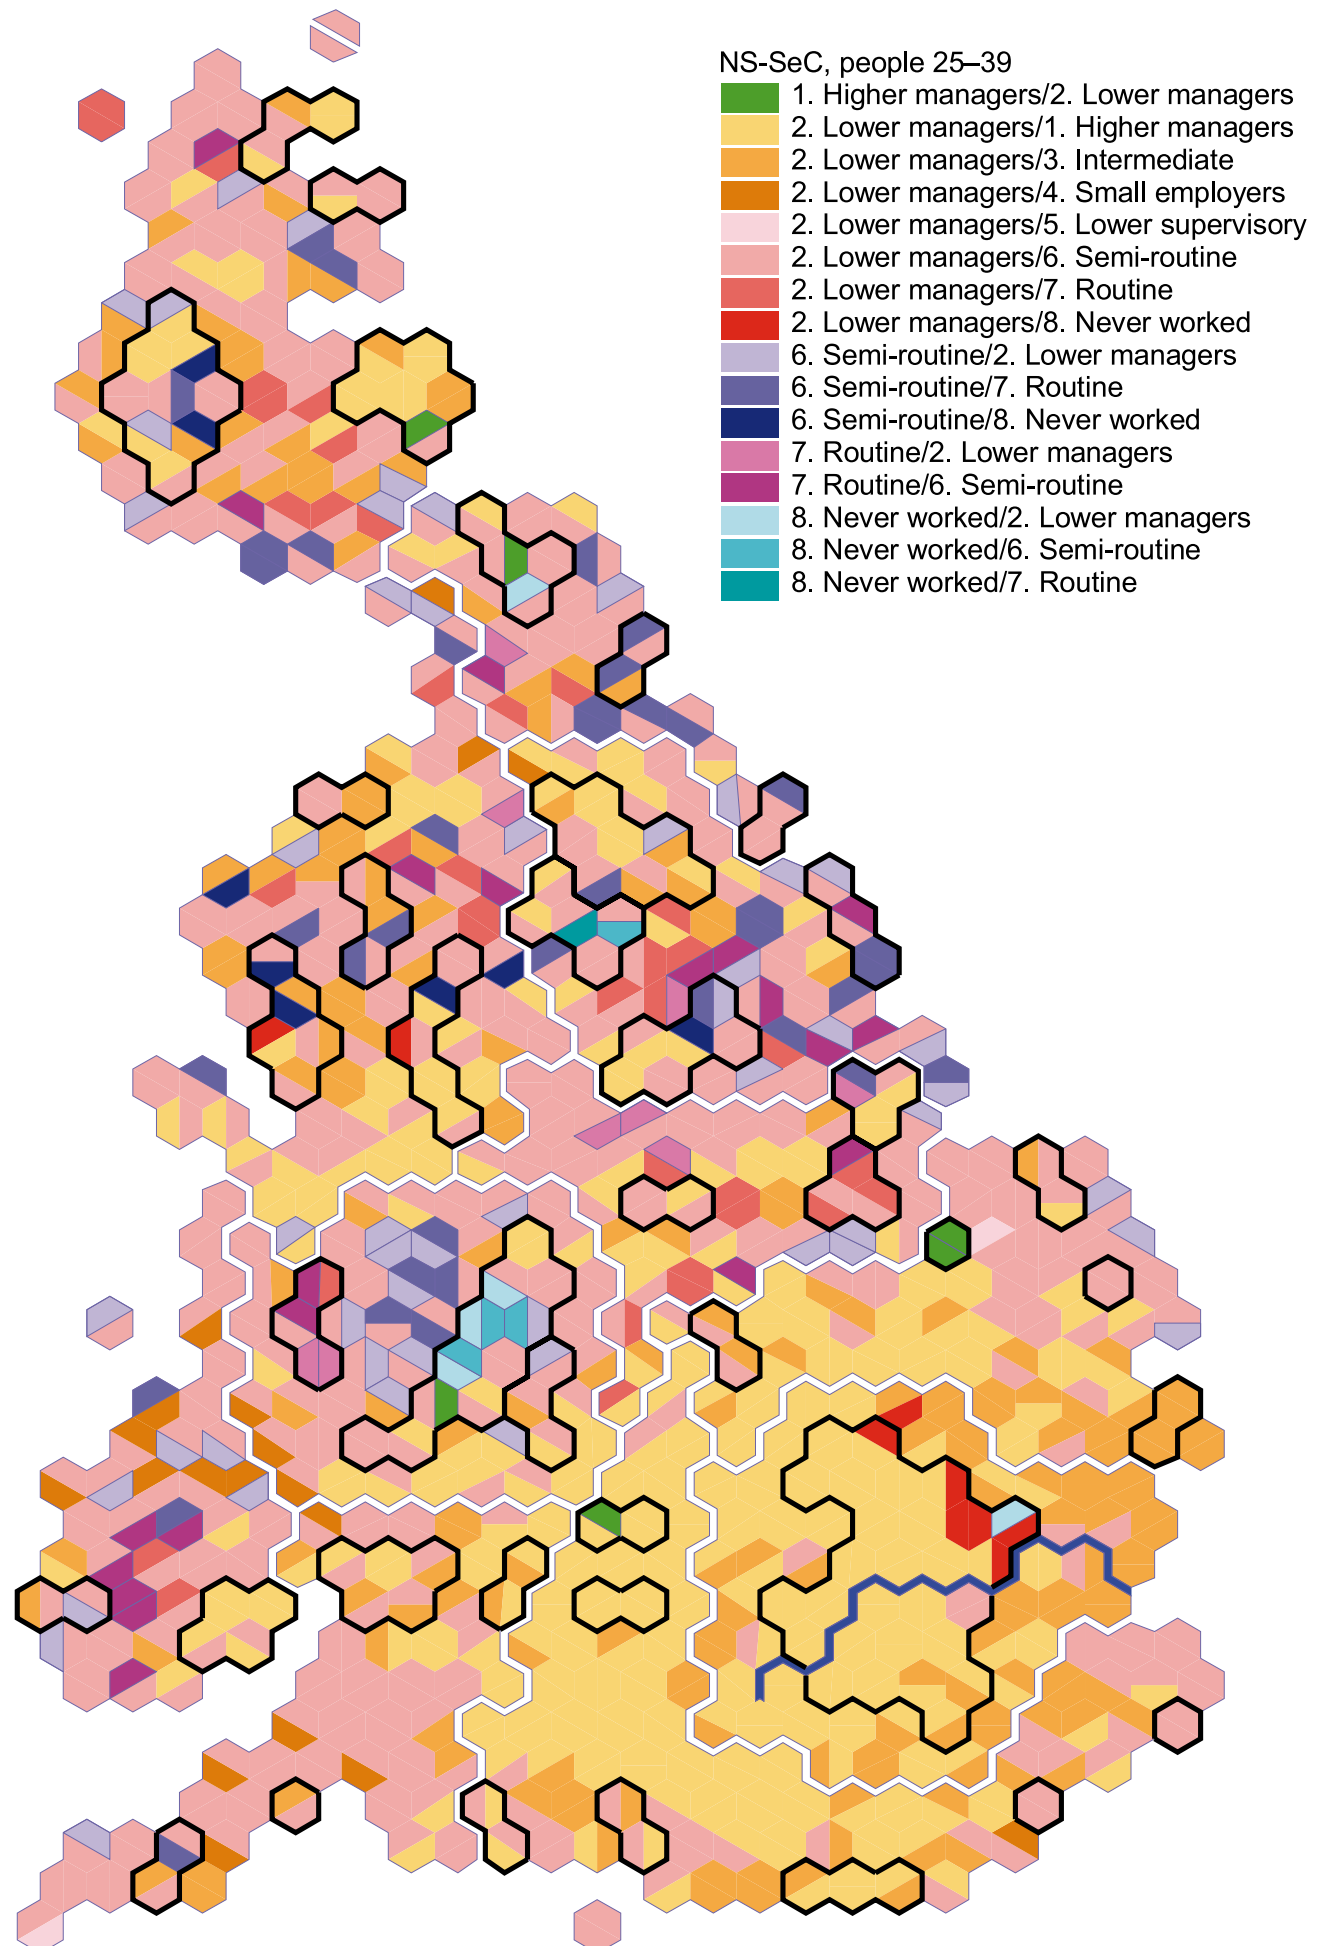 NS-SeC, people 25–39
1. Higher managers/2. Lower managers
2. Lower managers/1. Higher managers
2. Lower managers/3. Intermediate
2. Lower managers/4. Small employers
2. Lower managers/5. Lower supervisory
2. Lower managers/6. Semi-routine
2. Lower managers/7. Routine
2. Lower managers/8. Never worked
6. Semi-routine/2. Lower managers
6. Semi-routine/7. Routine
6. Semi-routine/8. Never worked
7. Routine/2. Lower managers
7. Routine/6. Semi-routine
8. Never worked/2. Lower managers
8. Never worked/6. Semi-routine
8. Never worked/7. Routine